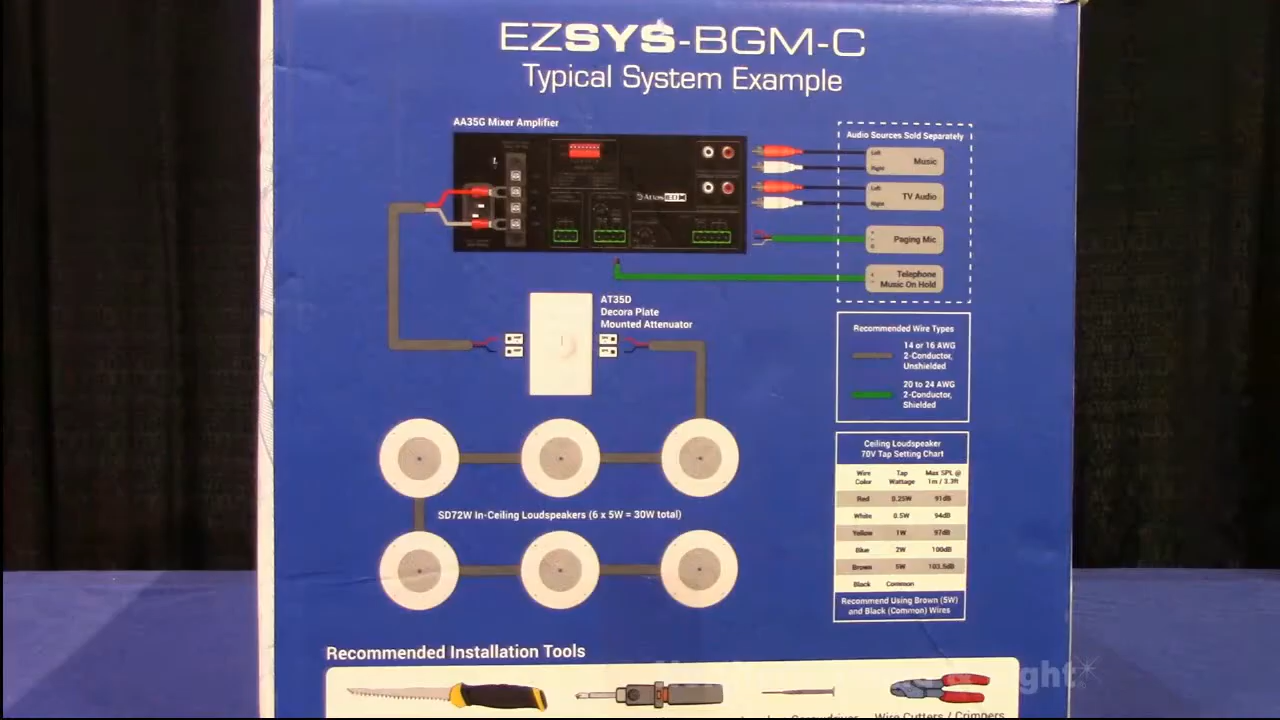 EZSYS-BGM-C
Typical System Example
AA35G Mixer Amplifier
Audio Sources Sold Separately
Left
Right
Music
Left
Right
TV Audio
Paging Mic
Telephone
Music On Hold
AT35D
Decora Plate
Mounted Attenuator
Recommended Wire Types
14 or 16 AWG
2-Conductor,
Unshielded
20 to 24 AWG
2-Conductor,
Shielded
Ceiling Loudspeaker
70V Tap Setting Chart
Wire Color Tap Wattage Max SPL @ 1m / 3.3ft
Red 0.25W 91dB
White 0.5W 94dB
Yellow 1W 97dB
Blue 2W 100dB
Brown 5W 103.5dB
Black Common
Recommend Using Brown (5W)
and Black (Common) Wires
SD72W In-Ceiling Loudspeakers (6 x 5W = 30W total)
Recommended Installation Tools
Wire Cutters / Crimpers